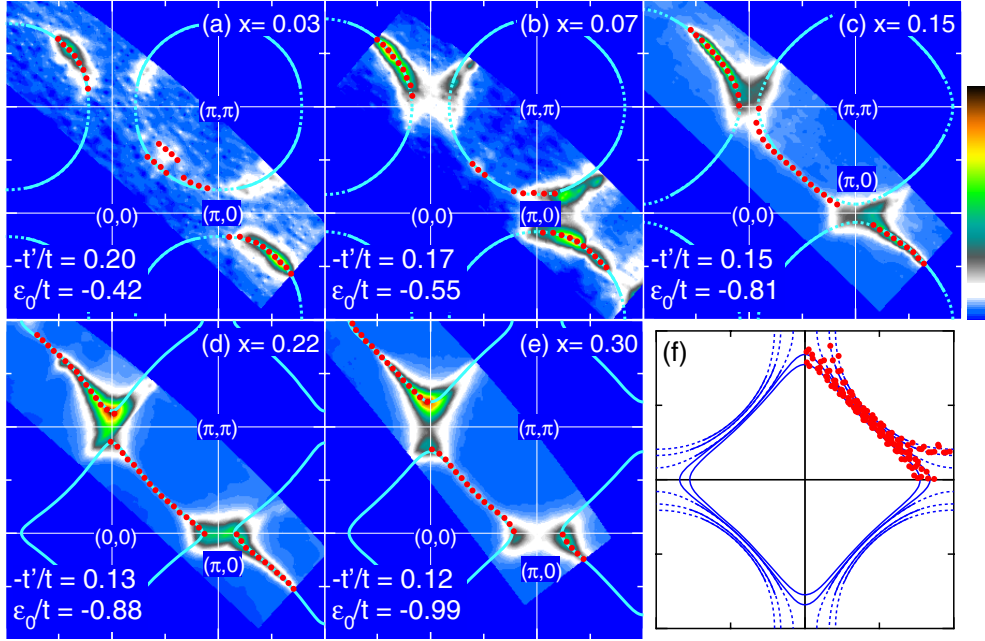 (a) x= 0.03
(π,π)
(0,0)
(π,0)
-t'/t = 0.20
ε₀/t = -0.42
(b) x= 0.07
(π,π)
(0,0)
(π,0)
-t'/t = 0.17
ε₀/t = -0.55
(c) x= 0.15
(π,π)
(π,0)
(0,0)
-t'/t = 0.15
ε₀/t = -0.81
(d) x= 0.22
(π,π)
(0,0)
(π,0)
-t'/t = 0.13
ε₀/t = -0.88
(e) x= 0.30
(π,π)
(0,0)
(π,0)
-t'/t = 0.12
ε₀/t = -0.99
(f)